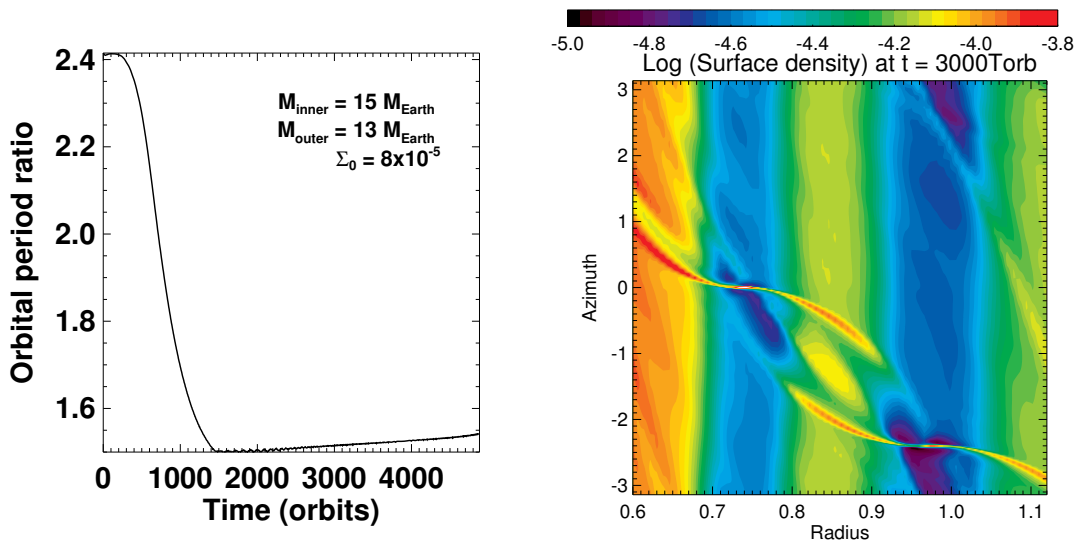 2.4
2.2
2.0
1.8
1.6
Orbital period ratio
M_inner = 15 M_Earth
M_outer = 13 M_Earth
Σ_0 = 8x10^-5
0 1000 2000 3000 4000
Time (orbits)
-5.0 -4.8 -4.6 -4.4 -4.2 -4.0 -3.8
Log (Surface density) at t = 3000Torb
3
2
1
0
-1
-2
-3
Azimuth
0.6 0.7 0.8 0.9 1.0 1.1
Radius